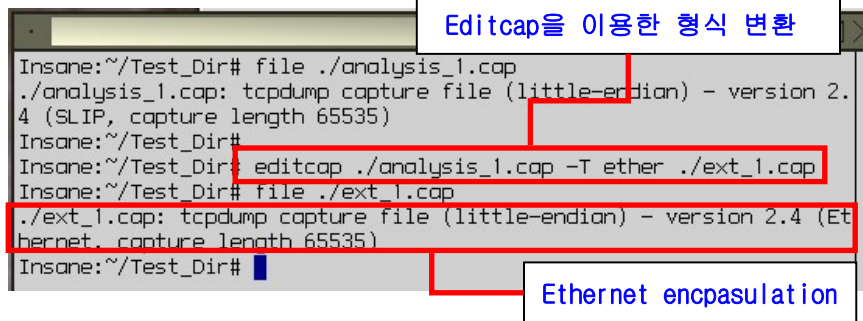 Editcap을 이용한 형식 변환
Insane:~/Test_Dir# file ./analysis_1.cap
./analysis_1.cap: tcpdump capture file (little-endian) - version 2.
4 (SLIP, capture length 65535)
Insane:~/Test_Dir#
Insane:~/Test_Dir# editcap ./analysis_1.cap -T ether ./ext_1.cap
Insane:~/Test_Dir# file ./ext_1.cap
./ext_1.cap: tcpdump capture file (little-endian) - version 2.4 (Et
hernet, capture length 65535)
Insane:~/Test_Dir#
Ethernet encpasulation